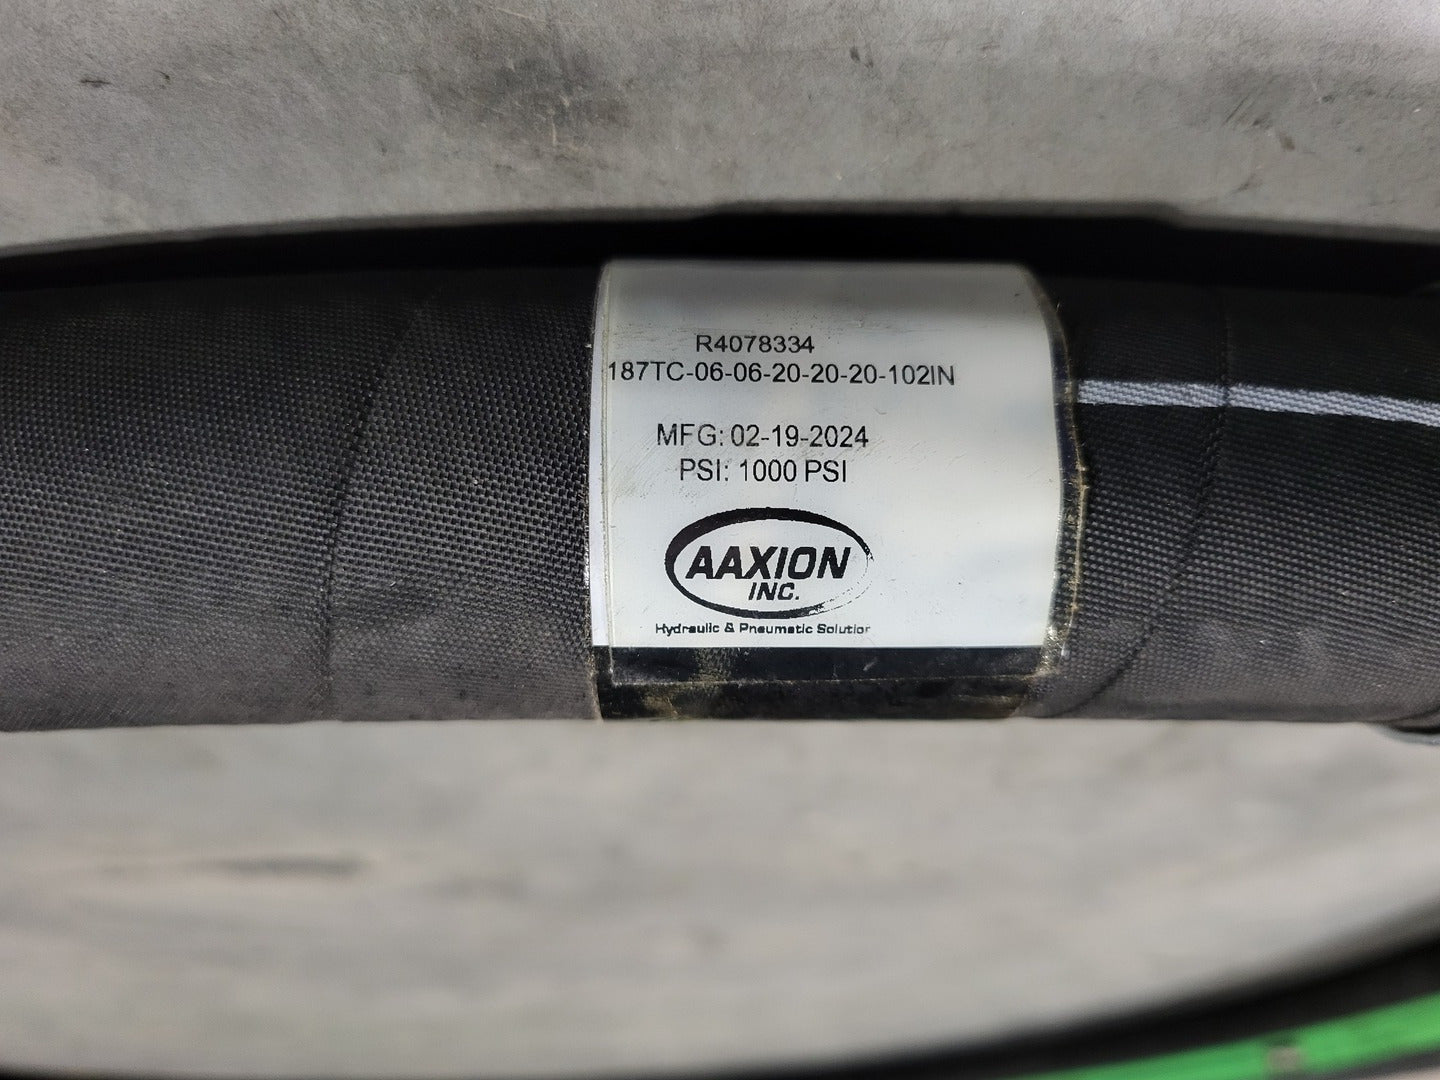 R4078334
187TC-06-06-20-20-20-102IN
MFG: 02-19-2024
PSI: 1000 PSI
AAXION
INC.
Hydraulic & Pneumatic Solution